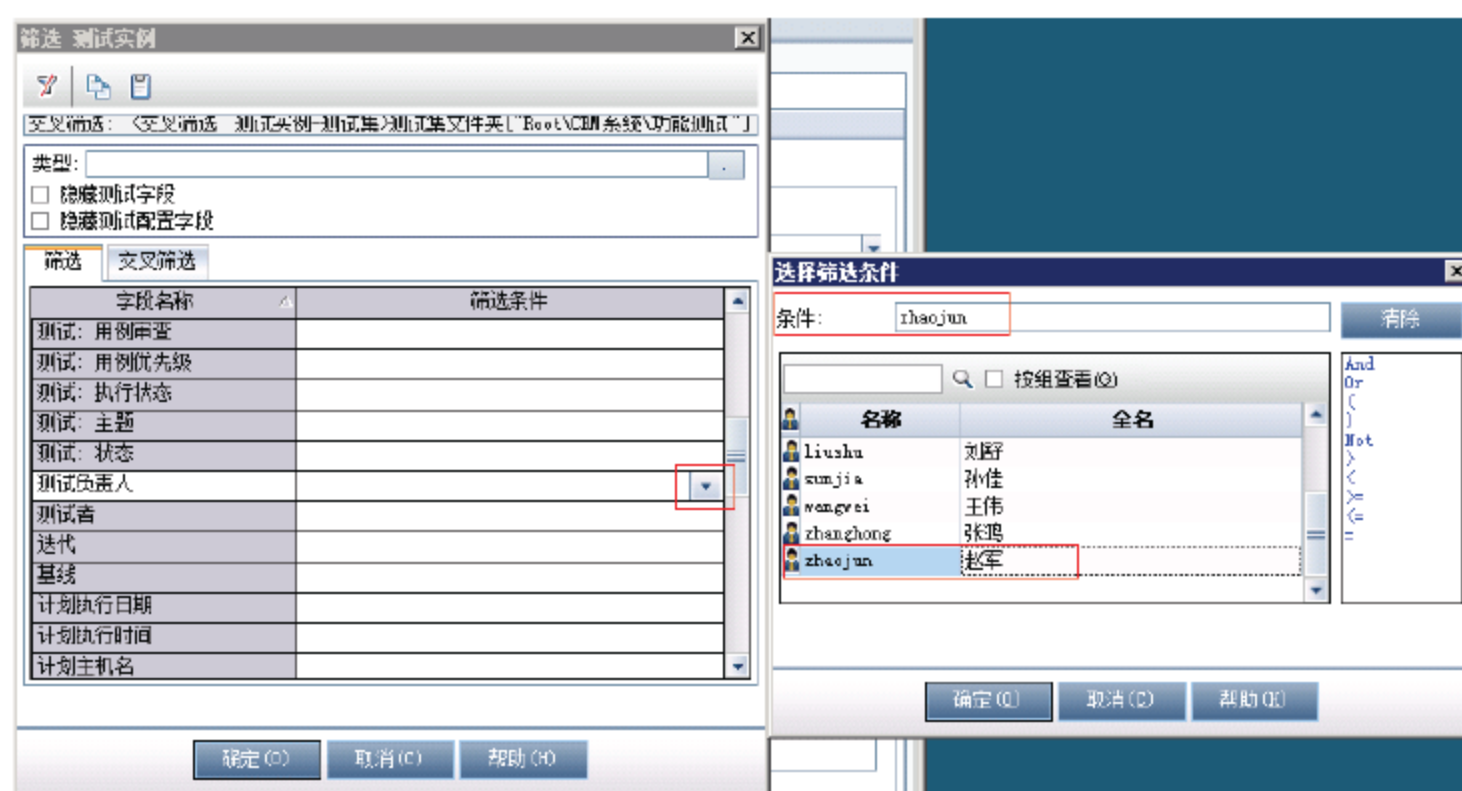 筛选 测试实例
交叉筛选: 〈交叉筛选 测试实例-测试集〉测试集文件夹["Root\CRM系统\功能测试"]
类型:
隐藏测试字段
隐藏测试配置字段
筛选 交叉筛选
字段名称 筛选条件
测试: 用例审查
测试: 用例优先级
测试: 执行状态
测试: 主题
测试: 状态
测试负责人
测试者
迭代
基线
计划执行日期
计划执行时间
计划主机名
确定(O) 取消(C) 帮助(H)
选择筛选条件
条件: zhaojun 清除
按组查看(Q)
名称 全名
liushu 刘舒
sunjia 孙佳
wangwei 王伟
zhanghong 张鸿
zhaojun 赵军
And
Or
(
)
Not
>
<
>=
<=
=
确定(O) 取消(C) 帮助(H)